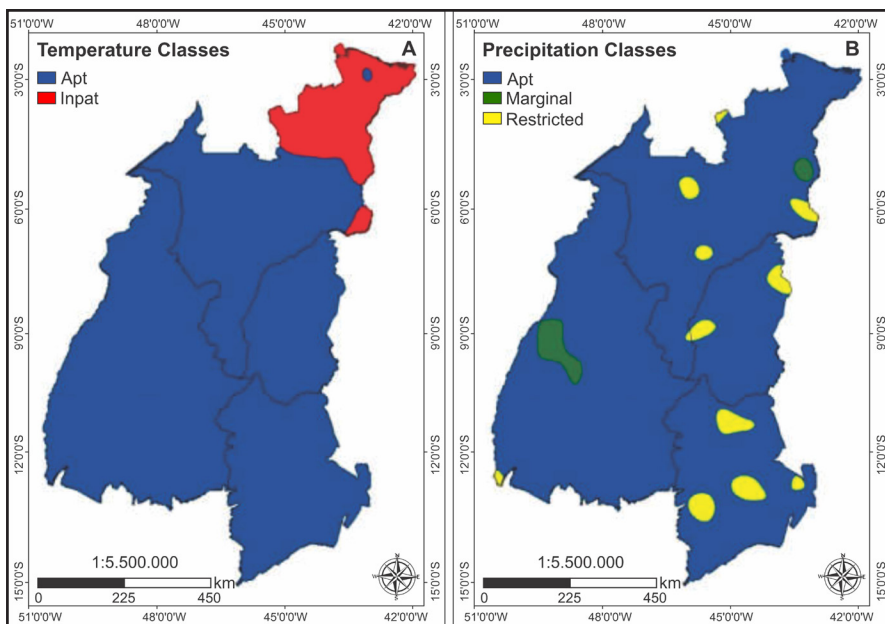 51°0'0"W 48°0'0"W 45°0'0"W 42°0'0"W
Temperature Classes A
Apt
Inpat
3°0'0"S
6°0'0"S
9°0'0"S
12°0'0"S
15°0'0"S
1:5.500.000
0 225 450 km
N
W E
S
51°0'0"W 48°0'0"W 45°0'0"W 42°0'0"W
51°0'0"W 48°0'0"W 45°0'0"W 42°0'0"W
Precipitation Classes B
Apt
Marginal
Restricted
3°0'0"S
6°0'0"S
9°0'0"S
12°0'0"S
15°0'0"S
1:5.500.000
0 225 450 km
N
W E
S
51°0'0"W 48°0'0"W 45°0'0"W 42°0'0"W